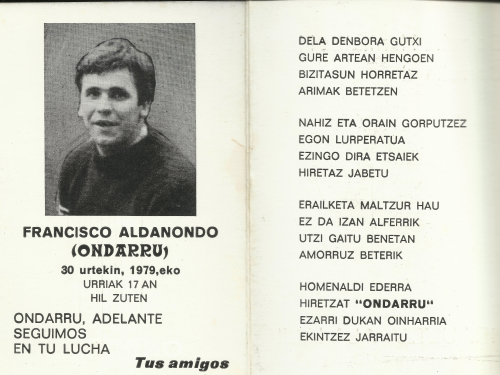 FRANCISCO ALDANONDO
(ONDARRU)
30 urtekin, 1979,eko
URRIAK 17 AN
HIL ZUTEN
ONDARRU, ADELANTE
SEGUIMOS
EN TU LUCHA
Tus amigos
DELA DENBORA GUTXI
GURE ARTEAN HENGOEN
BIZITASUN HORRETAZ
ARIMAK BETETZEN
NAHIZ ETA ORAIN GORPUTZEZ
EGON LURPERATUA
EZINGO DIRA ETSAIEK
HIRETAZ JABETU
ERAILKETA MALTZUR HAU
EZ DA IZAN ALFERRIK
UTZI GAITU BENETAN
AMORRUZ BETERIK
HOMENALDI EDERRA
HIRETZAT "ONDARRU"
EZARRI DUKAN OINHARRIA
EKINTZEZ JARRAITU